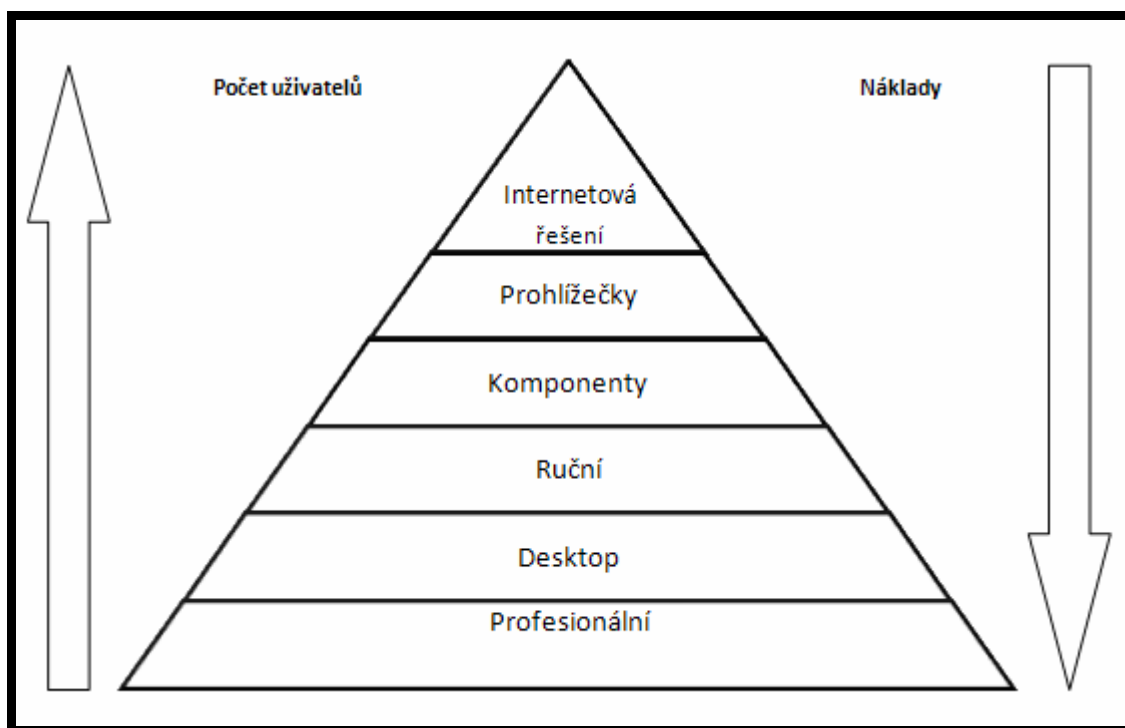 Počet uživatelů
Náklady
Internetová
řešení
Prohlížečky
Komponenty
Ruční
Desktop
Profesionální